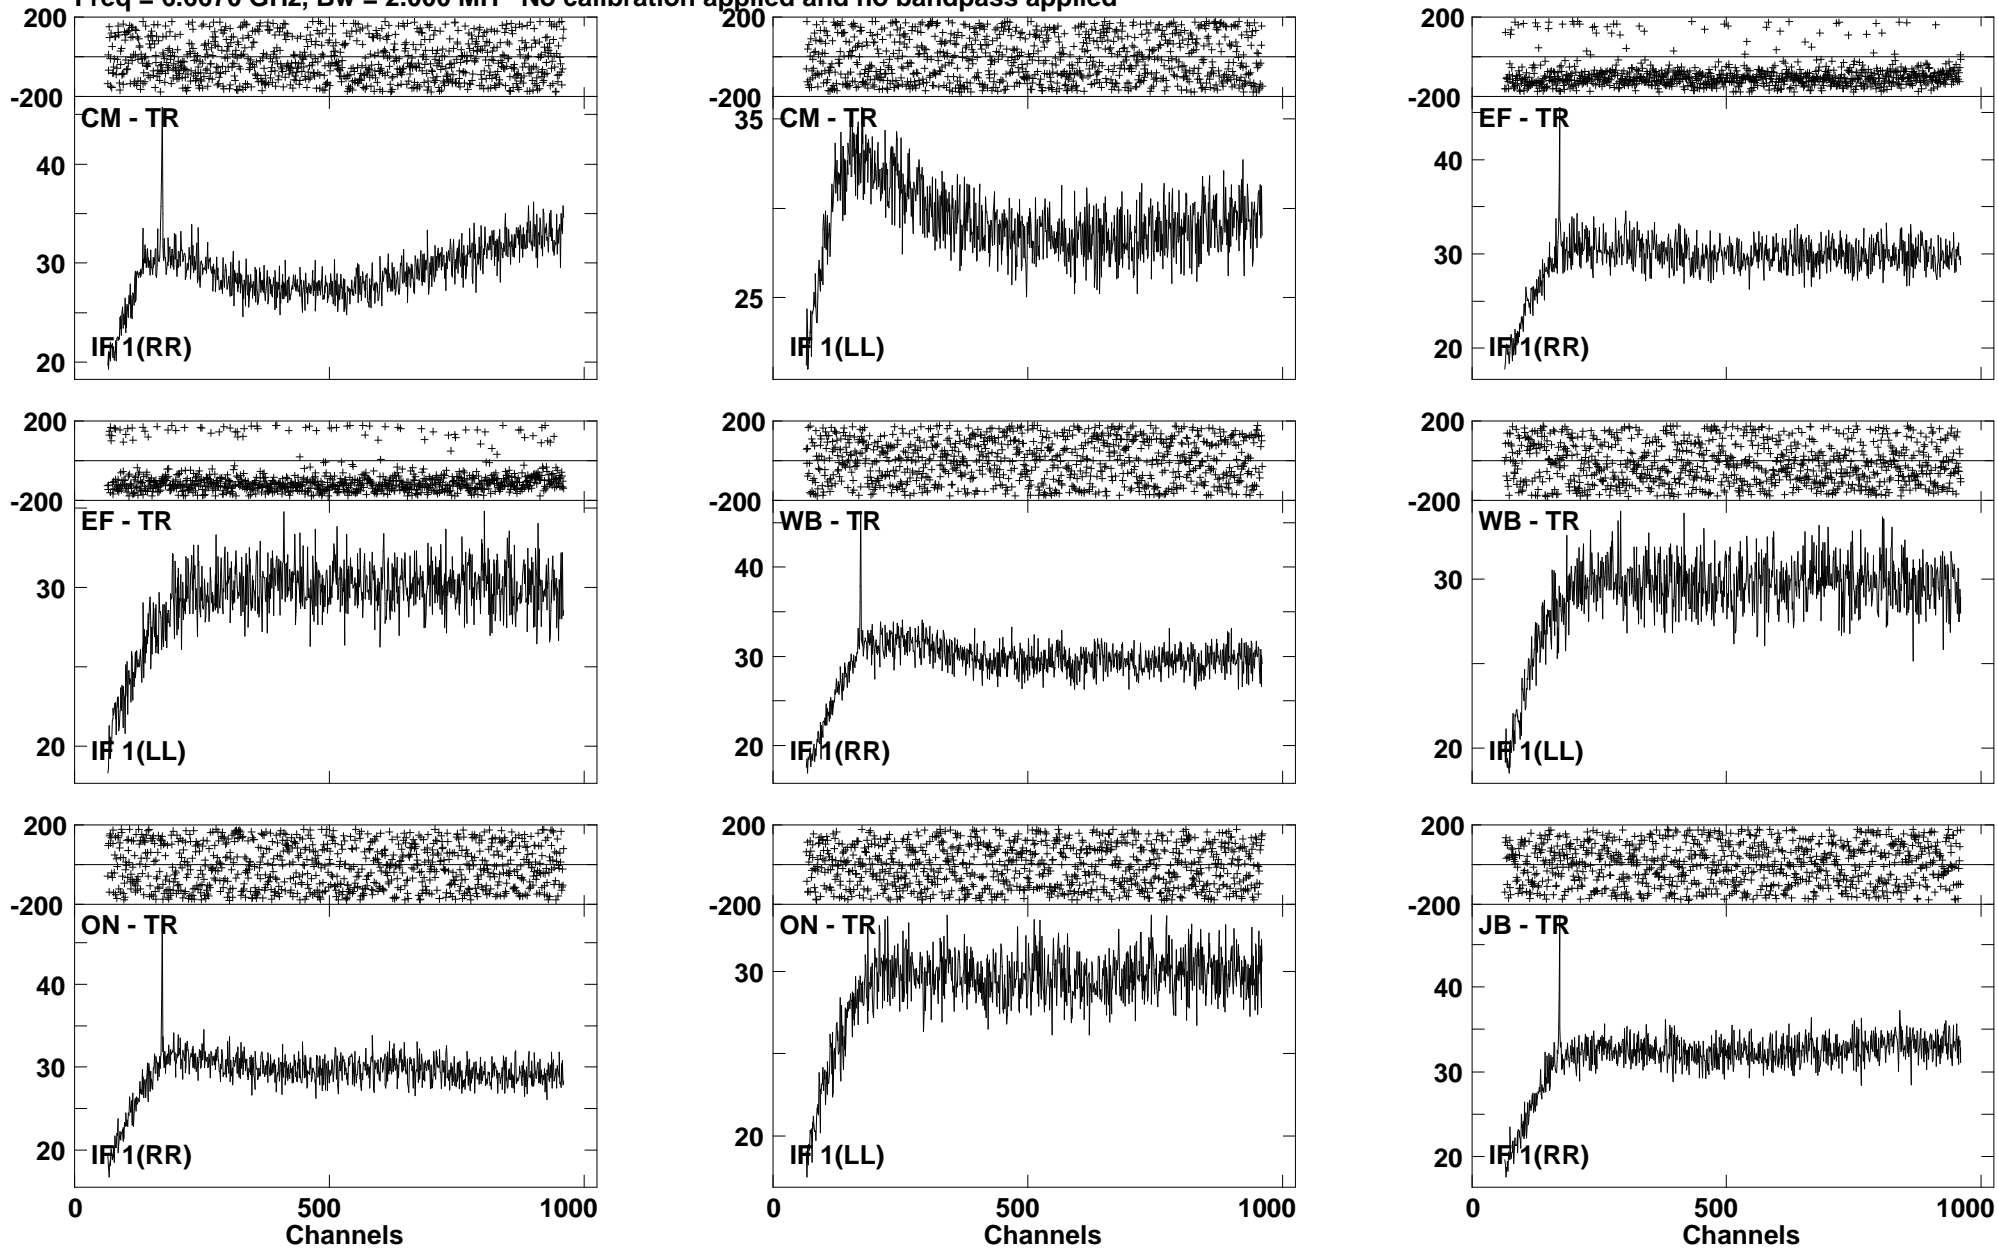 No calibration applied and no bandpass applied
200
-200
CM - TR
40
30
20
IF 1(RR)
200
-200
CM - TR
35
25
IF 1(LL)
200
-200
EF - TR
40
30
20
IF 1(RR)
200
-200
EF - TR
30
20
IF 1(LL)
200
-200
WB - TR
40
30
20
IF 1(RR)
200
-200
WB - TR
30
20
IF 1(LL)
200
-200
ON - TR
40
30
20
IF 1(RR)
0 500 1000
Channels
200
-200
ON - TR
30
20
IF 1(LL)
0 500 1000
Channels
200
-200
JB - TR
40
30
20
IF 1(RR)
0 500 1000
Channels